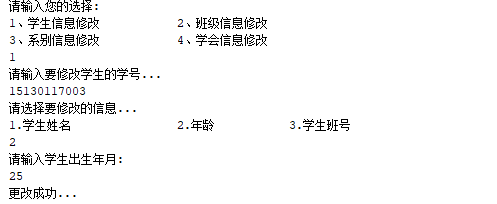 请输入您的选择：
1、学生信息修改 2、班级信息修改
3、系别信息修改 4、学会信息修改
1
请输入要修改学生的学号...
15130117003
请选择要修改的信息...
1.学生姓名 2.年龄 3.学生班号
2
请输入学生出生年月：
25
更改成功...